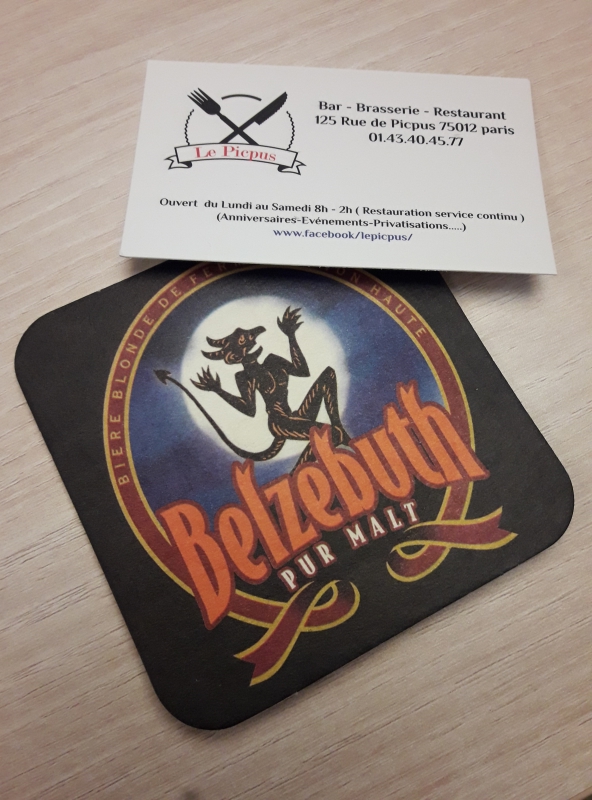 Le Picpus
Bar - Brasserie - Restaurant
125 Rue de Picpus 75012 paris
01.43.40.45.77
Ouvert du Lundi au Samedi 8h - 2h ( Restauration service continu )
(Anniversaires-Evénements-Privatisations.....)
www.facebook/lepicpus/
BIERE BLONDE DE HAUTE
Belzebuth
PUR MALT